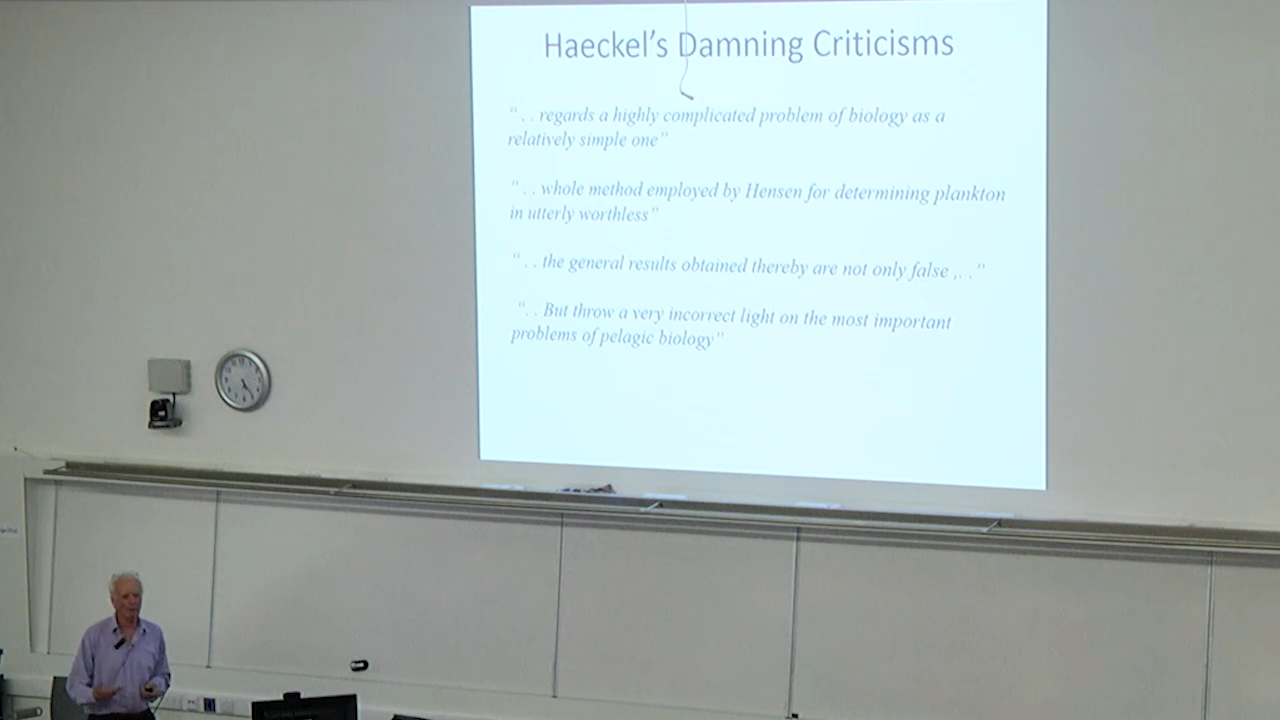 Haeckel's Damning Criticisms
“ . . regards a highly complicated problem of biology as a
relatively simple one”
“ . . whole method employed by Hensen for determining plankton
in utterly worthless”
“ . . the general results obtained thereby are not only false ,. . ”
“. . But throw a very incorrect light on the most important
problems of pelagic biology”